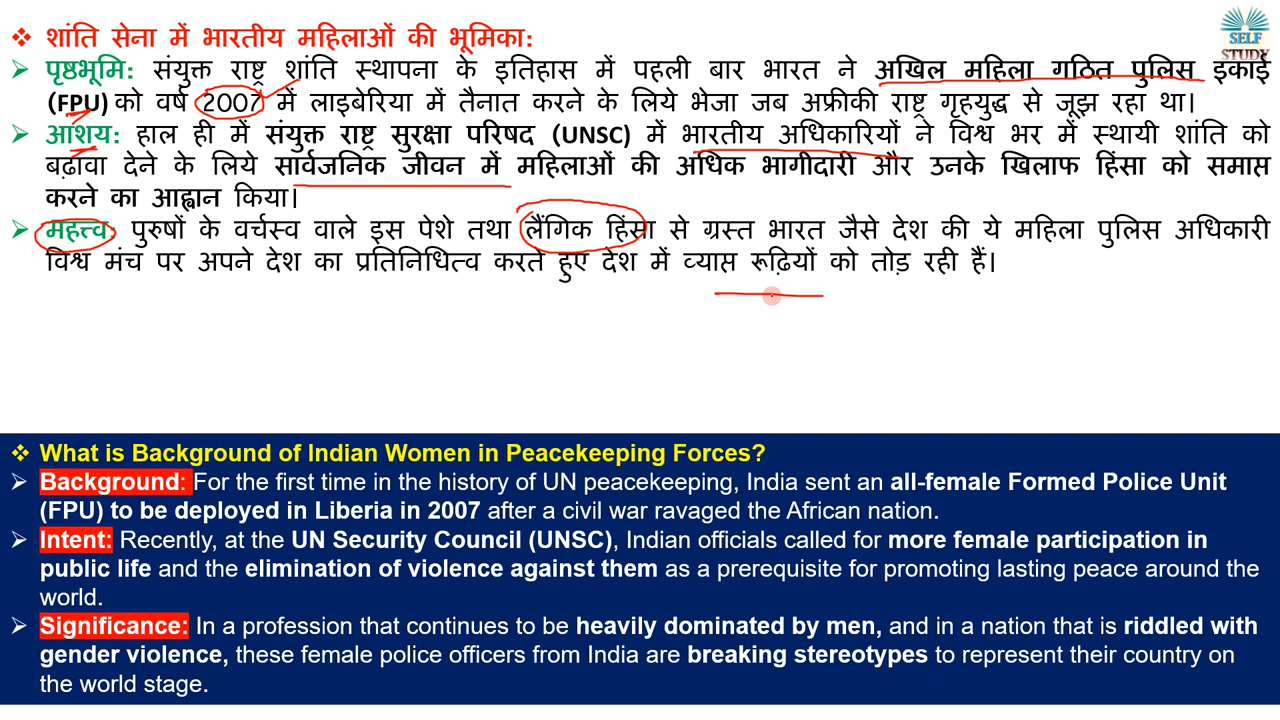 ❖ शांति सेना में भारतीय महिलाओं की भूमिका:
SELF
STUDY
➢ पृष्ठभूमि: संयुक्त राष्ट्र शांति स्थापना के इतिहास में पहली बार भारत ने अखिल महिला गठित पुलिस इकाई
(FPU) को वर्ष 2007 में लाइबेरिया में तैनात करने के लिये भेजा जब अफ्रीकी राष्ट्र गृहयुद्ध से जूझ रहा था।
➢ आशय: हाल ही में संयुक्त राष्ट्र सुरक्षा परिषद (UNSC) में भारतीय अधिकारियों ने विश्व भर में स्थायी शांति को
बढ़ावा देने के लिये सार्वजनिक जीवन में महिलाओं की अधिक भागीदारी और उनके खिलाफ हिंसा को समाप्त
करने का आह्वान किया।
➢ महत्त्व: पुरुषों के वर्चस्व वाले इस पेशे तथा लैंगिक हिंसा से ग्रस्त भारत जैसे देश की ये महिला पुलिस अधिकारी
विश्व मंच पर अपने देश का प्रतिनिधित्व करते हुए देश में व्याप्त रूढ़ियों को तोड़ रही हैं।
❖ What is Background of Indian Women in Peacekeeping Forces?
➢ Background: For the first time in the history of UN peacekeeping, India sent an all-female Formed Police Unit
(FPU) to be deployed in Liberia in 2007 after a civil war ravaged the African nation.
➢ Intent: Recently, at the UN Security Council (UNSC), Indian officials called for more female participation in
public life and the elimination of violence against them as a prerequisite for promoting lasting peace around the
world.
➢ Significance: In a profession that continues to be heavily dominated by men, and in a nation that is riddled with
gender violence, these female police officers from India are breaking stereotypes to represent their country on
the world stage.